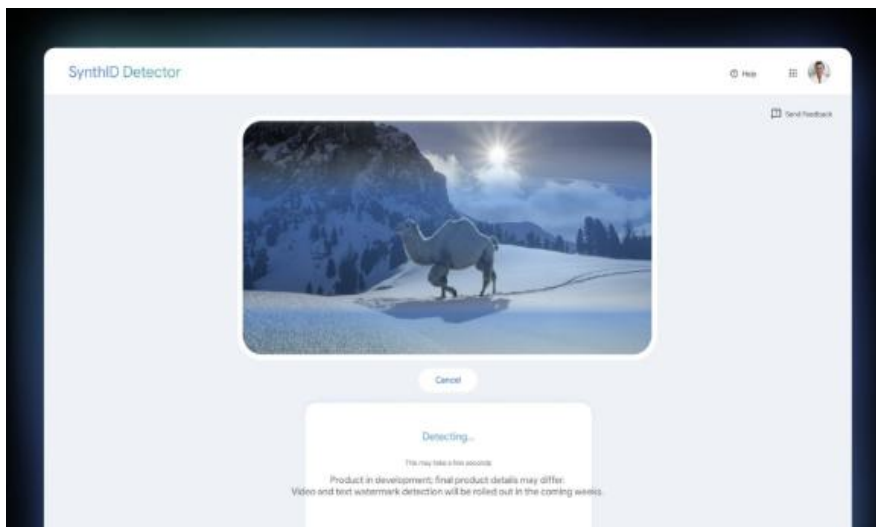 SynthID Detector
Help
Send Feedback
Cancel
Detecting...
This may take a few seconds
Product in development; final product details may differ.
Video and text watermark detection will be rolled out in the coming weeks.